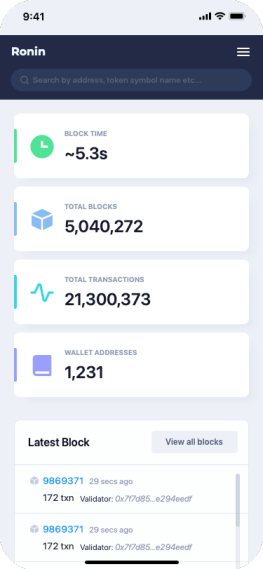 9:41
Ronin
Search by address, token symbol name etc...
BLOCK TIME
~5.3s
TOTAL BLOCKS
5,040,272
TOTAL TRANSACTIONS
21,300,373
WALLET ADDRESSES
1,231
Latest Block
View all blocks
9869371 29 secs ago
172 txn Validator: 0x7f7d85...e294eedf
9869371 29 secs ago
172 txn Validator: 0x7f7d85...e294eedf